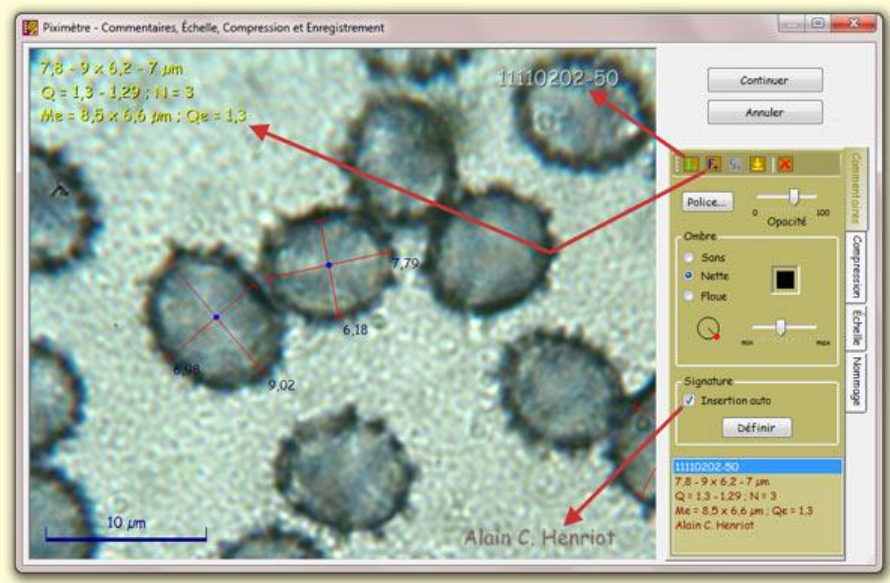 Piximètre - Commentaires, Échelle, Compression et Enregistrement
7,8 - 9 x 6,2 - 7 µm
Q = 1,3 - 1,29 ; N = 3
Me = 8,5 x 6,6 µm ; Qe = 1,3
11110202-50
7,79
6,18
6,98
9,02
10 µm
Alain C. Henriot
Continuer
Annuler
Commentaires
Compression
Échelle
Nommage
Police...
0
100
Opacité
Ombre
Sans
Nette
Floue
min
max
Signature
Insertion auto
Définir
11110202-50
7,8 - 9 x 6,2 - 7 µm
Q = 1,3 - 1,29 ; N = 3
Me = 8,5 x 6,6 µm ; Qe = 1,3
Alain C. Henriot